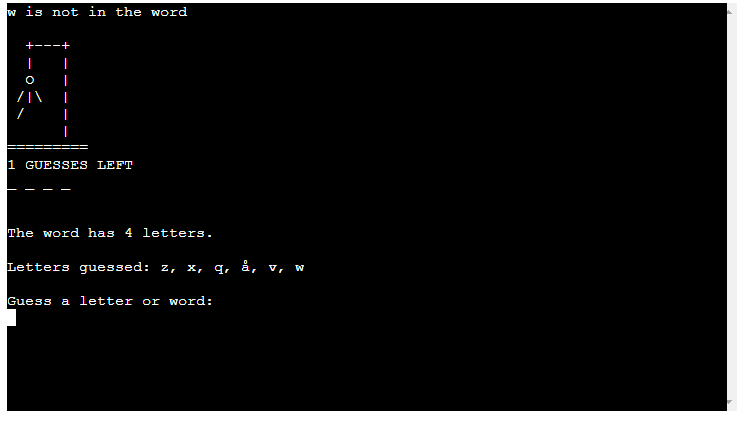 w is not in the word
+---+
|   |
o   |
/|\  |
/    |
|
=========
1 GUESSES LEFT
_ _ _ _
The word has 4 letters.
Letters guessed: z, x, q, å, v, w
Guess a letter or word: